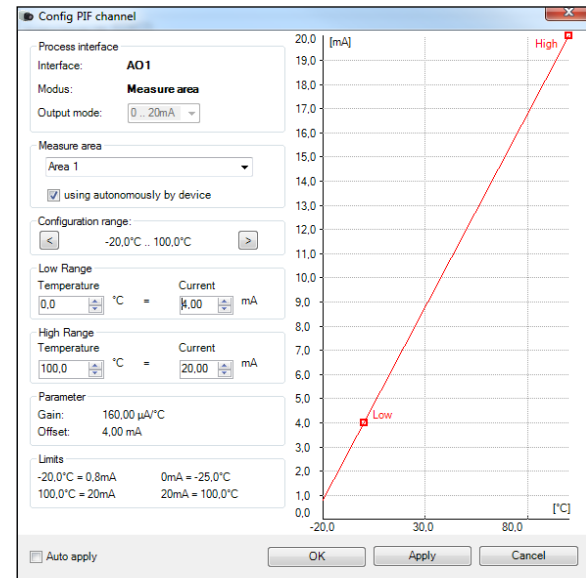 Config PIF channel
Process interface
Interface: AO1
Modus: Measure area
Output mode: 0 .. 20mA
Measure area
Area 1
using autonomously by device
Configuration range:
< -20,0°C .. 100,0°C >
Low Range
Temperature Current
0,0 °C = 4,00 mA
High Range
Temperature Current
100,0 °C = 20,00 mA
Parameter
Gain: 160,00 µA/°C
Offset: 4,00 mA
Limits
-20,0°C = 0,8mA 0mA = -25,0°C
100,0°C = 20mA 20mA = 100,0°C
20,0 [mA] High
19,0
18,0
17,0
16,0
15,0
14,0
13,0
12,0
11,0
10,0
9,0
8,0
7,0
6,0
5,0
4,0 Low
3,0
2,0
1,0
0,0 [°C]
-20,0 30,0 80,0
Auto apply OK Apply Cancel